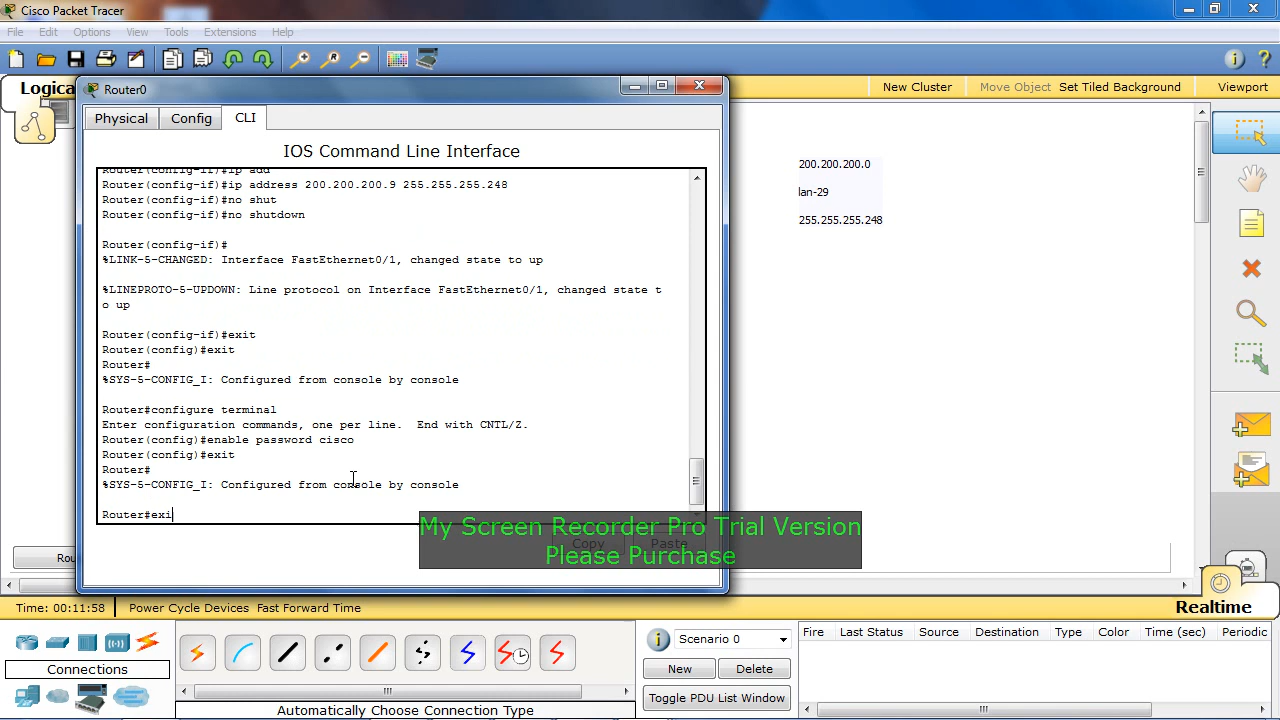 Cisco Packet Tracer
File Edit Options View Tools Extensions Help
Logica
New Cluster Move Object Set Tiled Background Viewport
Router0
Physical Config CLI
IOS Command Line Interface
Router(config-if)#ip add
Router(config-if)#ip address 200.200.200.9 255.255.255.248
Router(config-if)#no shut
Router(config-if)#no shutdown
Router(config-if)#
%LINK-5-CHANGED: Interface FastEthernet0/1, changed state to up
%LINEPROTO-5-UPDOWN: Line protocol on Interface FastEthernet0/1, changed state t
o up
Router(config-if)#exit
Router(config)#exit
Router#
%SYS-5-CONFIG_I: Configured from console by console
Router#configure terminal
Enter configuration commands, one per line.  End with CNTL/Z.
Router(config)#enable password cisco
Router(config)#exit
Router#
%SYS-5-CONFIG_I: Configured from console by console
Router#exi
Copy Paste
My Screen Recorder Pro Trial Version
Please Purchase
200.200.200.0
lan-29
255.255.255.248
Rou
Time: 00:11:58 Power Cycle Devices Fast Forward Time
Realtime
Connections
Automatically Choose Connection Type
Scenario 0
New Delete
Toggle PDU List Window
Fire Last Status Source Destination Type Color Time (sec) Periodic